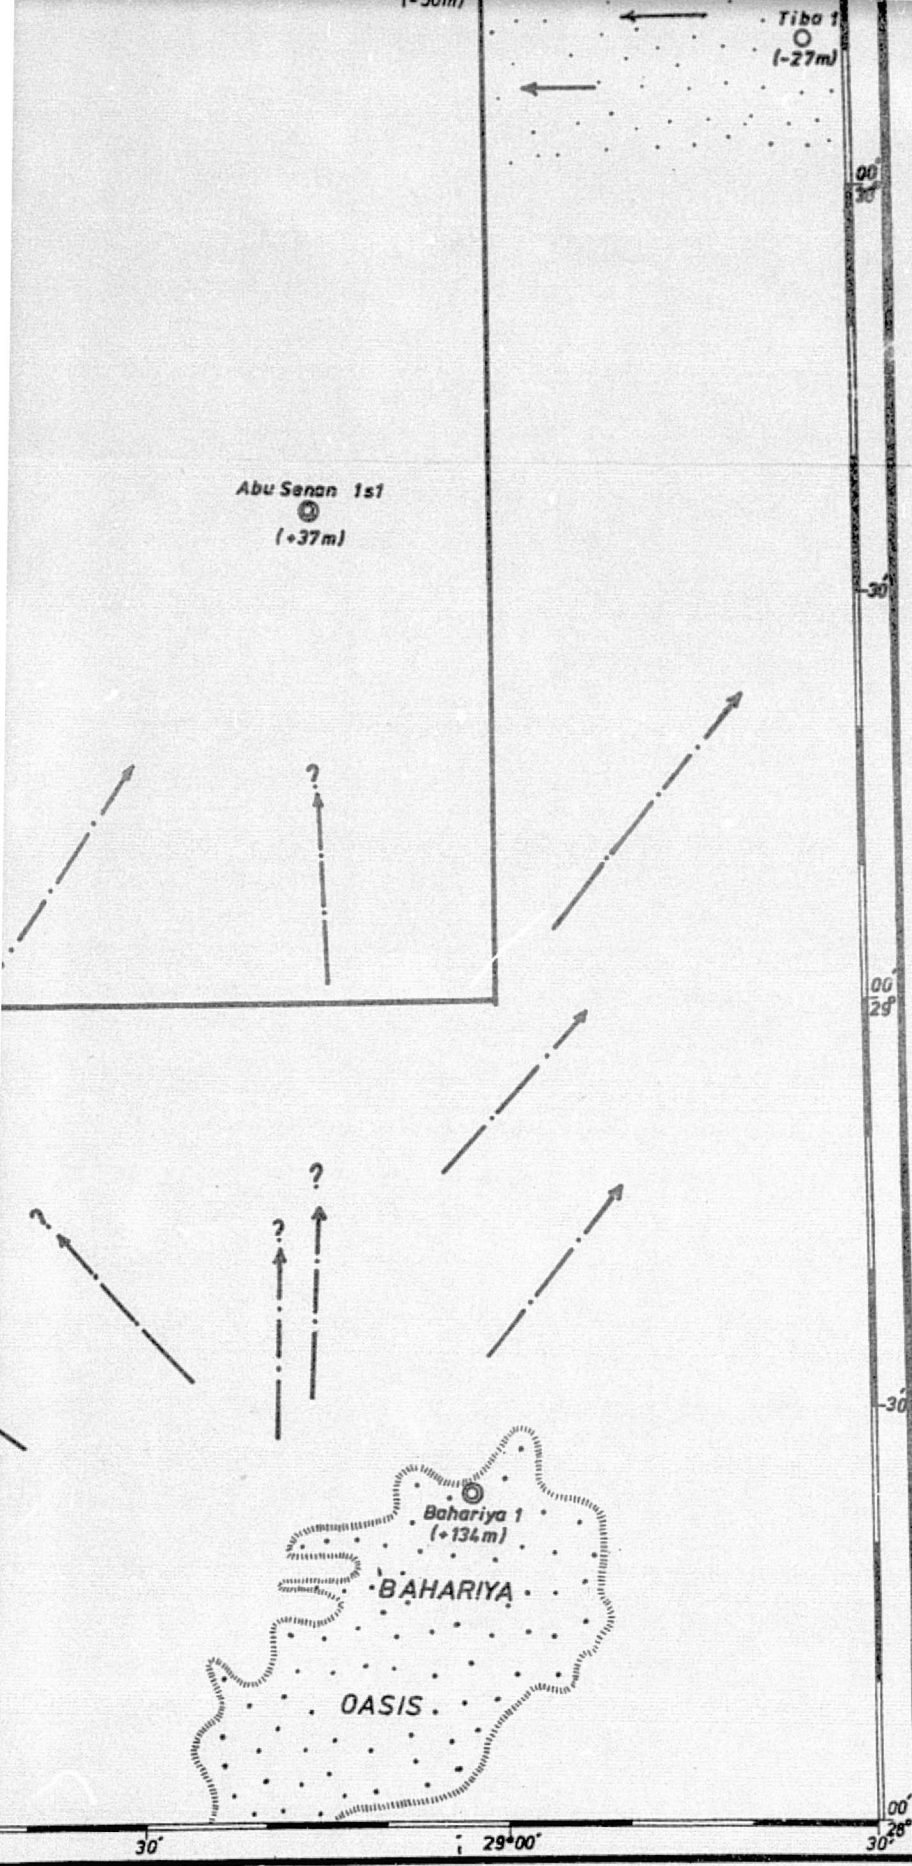 (-50m)
Tiba 1
(-27m)
00'
30°
Abu Senan 1s1
(+37m)
30'
?
00'
29°
?
?
?
30'
Bahariya 1
(+134m)
BAHARIYA
OASIS
00'
28°
30'
29°00'
30'